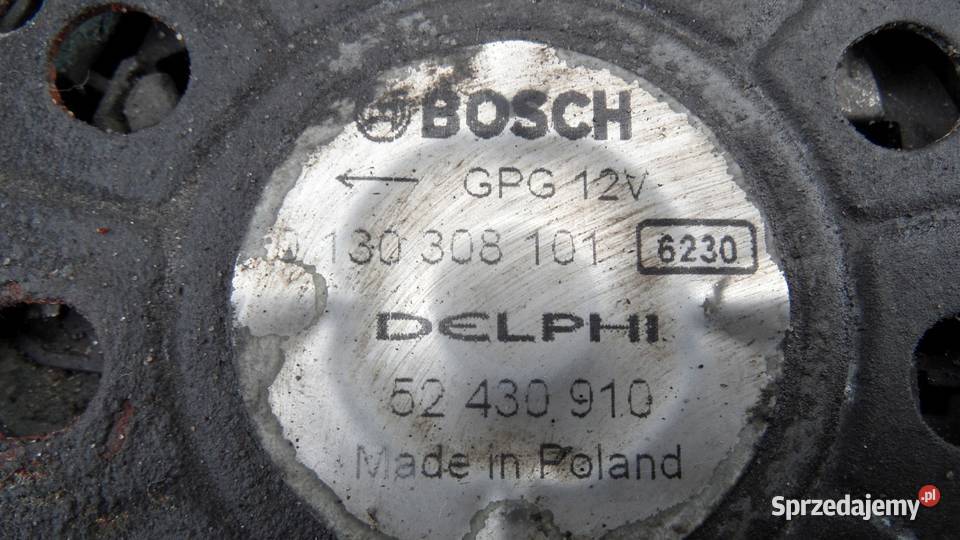 BOSCH
← GPG 12V
0 130 308 101 6230
DELPHI
52 430 910
Made in Poland
Sprzedajemy.pl